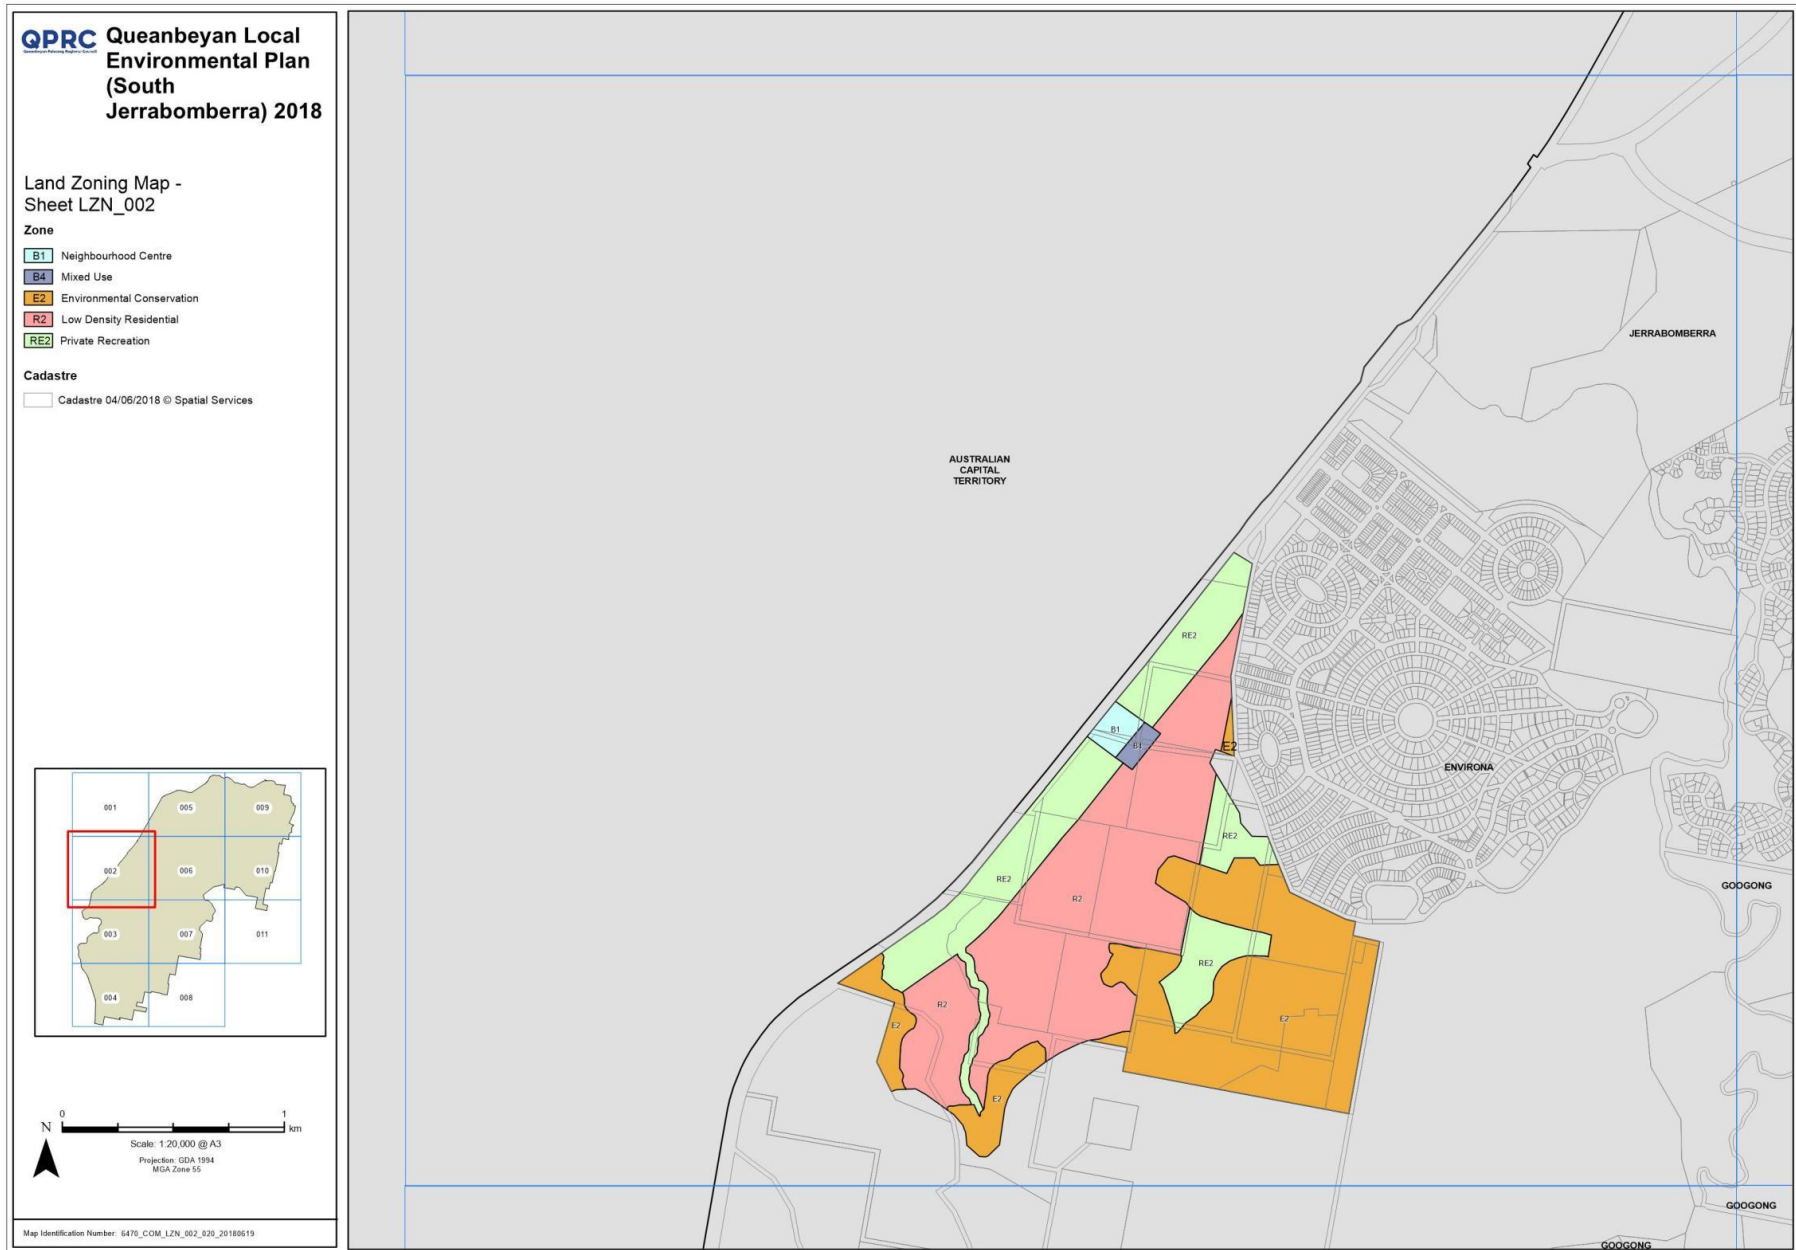 QPRC
Queanbeyan-Palerang Regional Council
Queanbeyan Local
Environmental Plan
(South
Jerrabomberra) 2018
Land Zoning Map -
Sheet LZN_002
Zone
B1 Neighbourhood Centre
B4 Mixed Use
E2 Environmental Conservation
R2 Low Density Residential
RE2 Private Recreation
Cadastre
Cadastre 04/06/2018 © Spatial Services
001 005 009
002 006 010
003 007 011
004 008
0 1
N km
Scale: 1:20,000 @ A3
Projection: GDA 1994
MGA Zone 55
Map Identification Number: 6470_COM_LZN_002_020_20180619
JERRABOMBERRA
AUSTRALIAN
CAPITAL
TERRITORY
RE2
B1
B4
E2
ENVIRONA
RE2
RE2
R2
GOOGONG
RE2
R2
E2
E2
E2
GOOGONG
GOOGONG